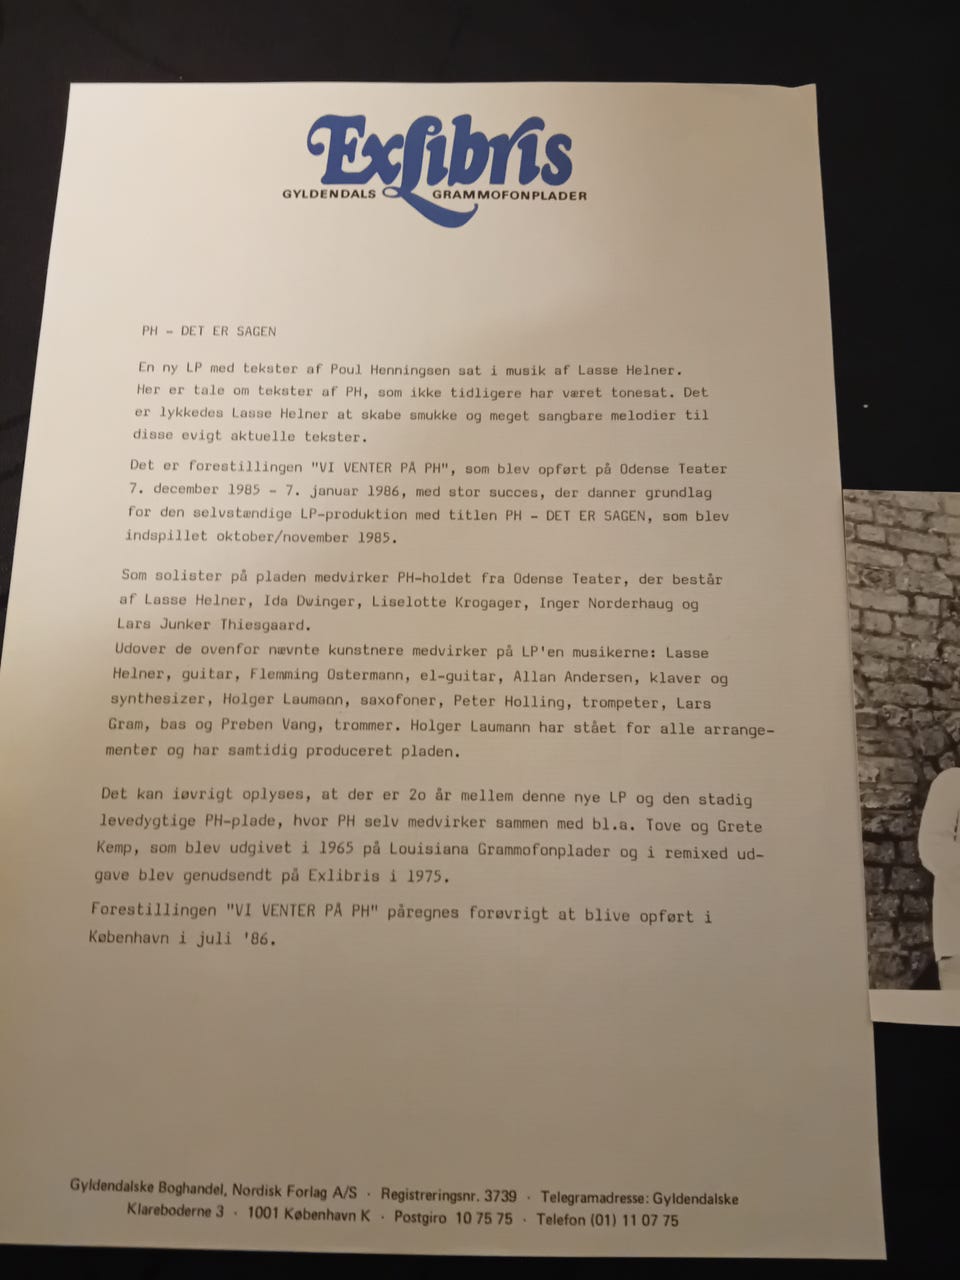 ExLibris
GYLDENDALS GRAMMOFONPLADER
PH - DET ER SAGEN
En ny LP med tekster af Poul Henningsen sat i musik af Lasse Helner.
Her er tale om tekster af PH, som ikke tidligere har været tonesat. Det
er lykkedes Lasse Helner at skabe smukke og meget sangbare melodier til
disse evigt aktuelle tekster.
Det er forestillingen "VI VENTER PÅ PH", som blev opført på Odense Teater
7. december 1985 - 7. januar 1986, med stor succes, der danner grundlag
for den selvstændige LP-produktion med titlen PH - DET ER SAGEN, som blev
indspillet oktober/november 1985.
Som solister på pladen medvirker PH-holdet fra Odense Teater, der består
af Lasse Helner, Ida Dwinger, Liselotte Krogager, Inger Norderhaug og
Lars Junker Thiesgaard.
Udover de ovenfor nævnte kunstnere medvirker på LP'en musikerne: Lasse
Helner, guitar, Flemming Ostermann, el-guitar, Allan Andersen, klaver og
synthesizer, Holger Laumann, saxofoner, Peter Holling, trompeter, Lars
Gram, bas og Preben Vang, trommer. Holger Laumann har stået for alle arrange-
menter og har samtidig produceret pladen.
Det kan iøvrigt oplyses, at der er 2o år mellem denne nye LP og den stadig
levedygtige PH-plade, hvor PH selv medvirker sammen med bl.a. Tove og Grete
Kemp, som blev udgivet i 1965 på Louisiana Grammofonplader og i remixed ud-
gave blev genudsendt på Exlibris i 1975.
Forestillingen "VI VENTER PÅ PH" påregnes forøvrigt at blive opført i
København i juli '86.
Gyldendalske Boghandel, Nordisk Forlag A/S · Registreringsnr. 3739 · Telegramadresse: Gyldendalske
Klareboderne 3 · 1001 København K · Postgiro 10 75 75 · Telefon (01) 11 07 75